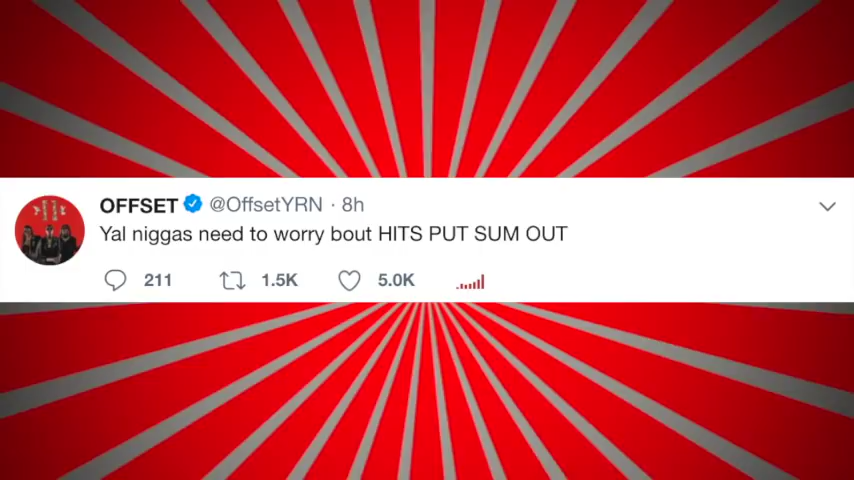 OFFSET @OffsetYRN · 8h
Yal niggas need to worry bout HITS PUT SUM OUT
211 1.5K 5.0K